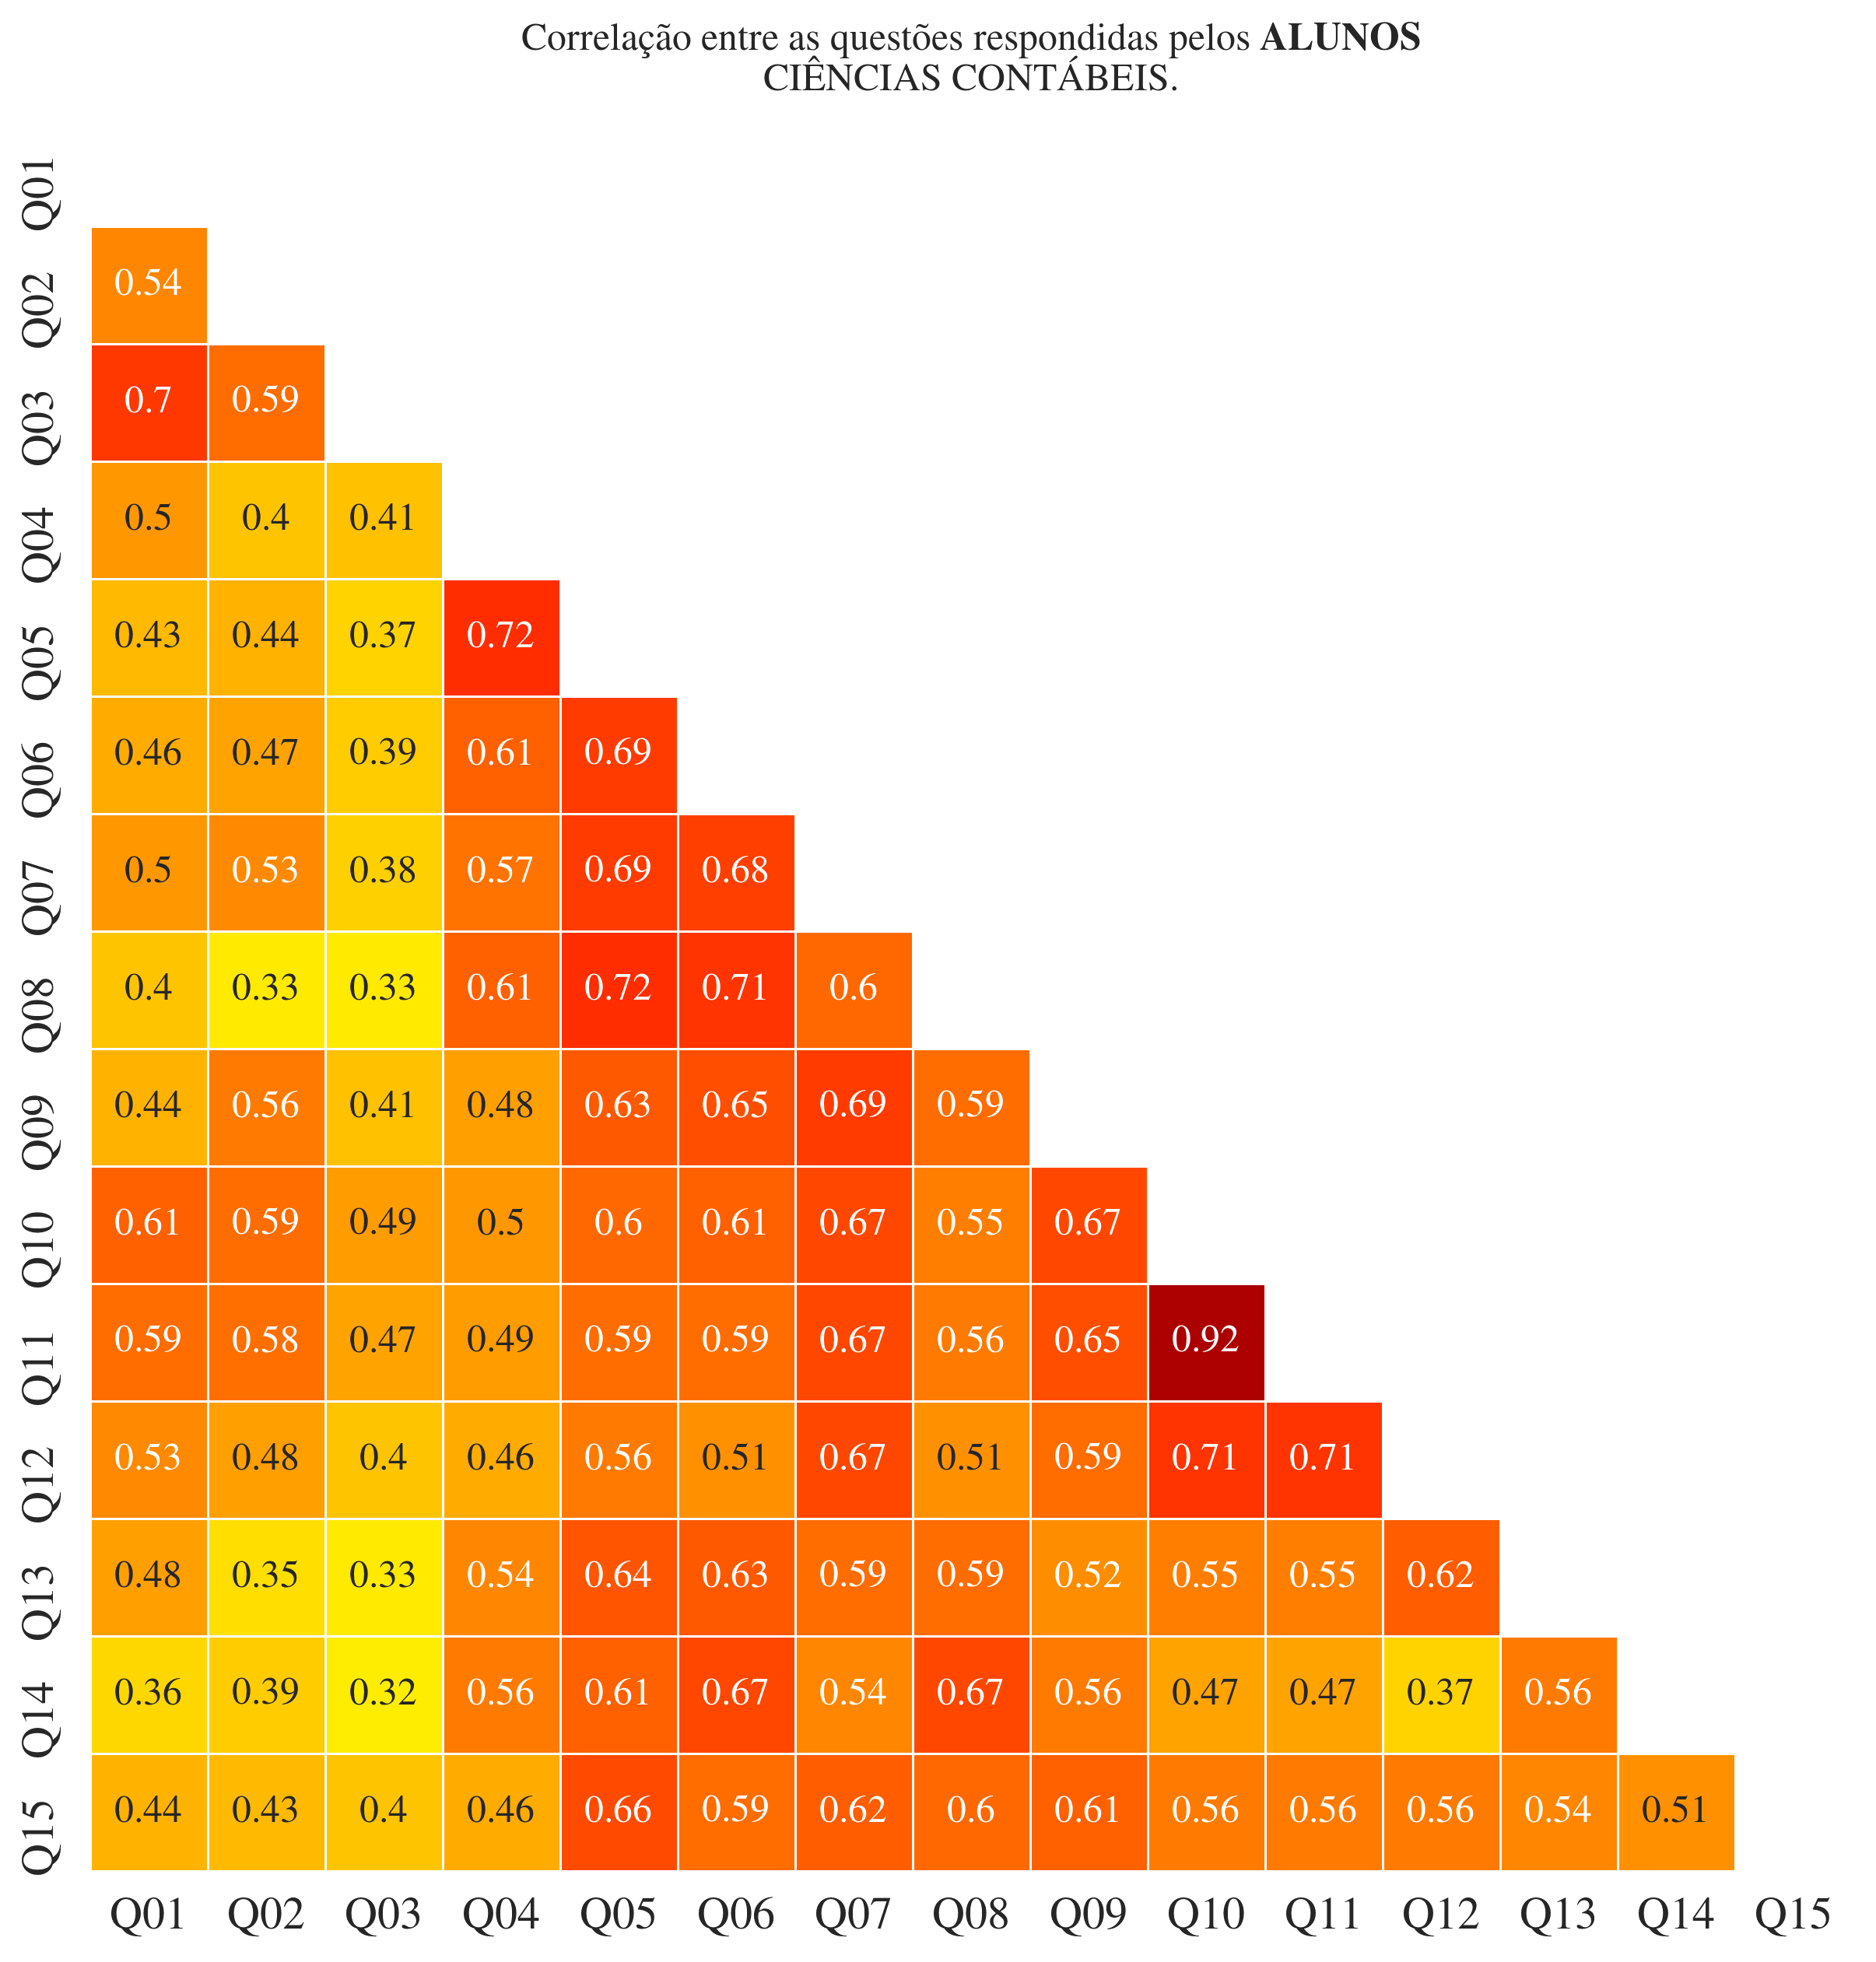 Correlação entre as questões respondidas pelos ALUNOS
CIÊNCIAS CONTÁBEIS.
Q01
Q02 0.54
Q03 0.7 0.59
Q04 0.5 0.4 0.41
Q05 0.43 0.44 0.37 0.72
Q06 0.46 0.47 0.39 0.61 0.69
Q07 0.5 0.53 0.38 0.57 0.69 0.68
Q08 0.4 0.33 0.33 0.61 0.72 0.71 0.6
Q09 0.44 0.56 0.41 0.48 0.63 0.65 0.69 0.59
Q10 0.61 0.59 0.49 0.5 0.6 0.61 0.67 0.55 0.67
Q11 0.59 0.58 0.47 0.49 0.59 0.59 0.67 0.56 0.65 0.92
Q12 0.53 0.48 0.4 0.46 0.56 0.51 0.67 0.51 0.59 0.71 0.71
Q13 0.48 0.35 0.33 0.54 0.64 0.63 0.59 0.59 0.52 0.55 0.55 0.62
Q14 0.36 0.39 0.32 0.56 0.61 0.67 0.54 0.67 0.56 0.47 0.47 0.37 0.56
Q15 0.44 0.43 0.4 0.46 0.66 0.59 0.62 0.6 0.61 0.56 0.56 0.56 0.54 0.51
Q01 Q02 Q03 Q04 Q05 Q06 Q07 Q08 Q09 Q10 Q11 Q12 Q13 Q14 Q15